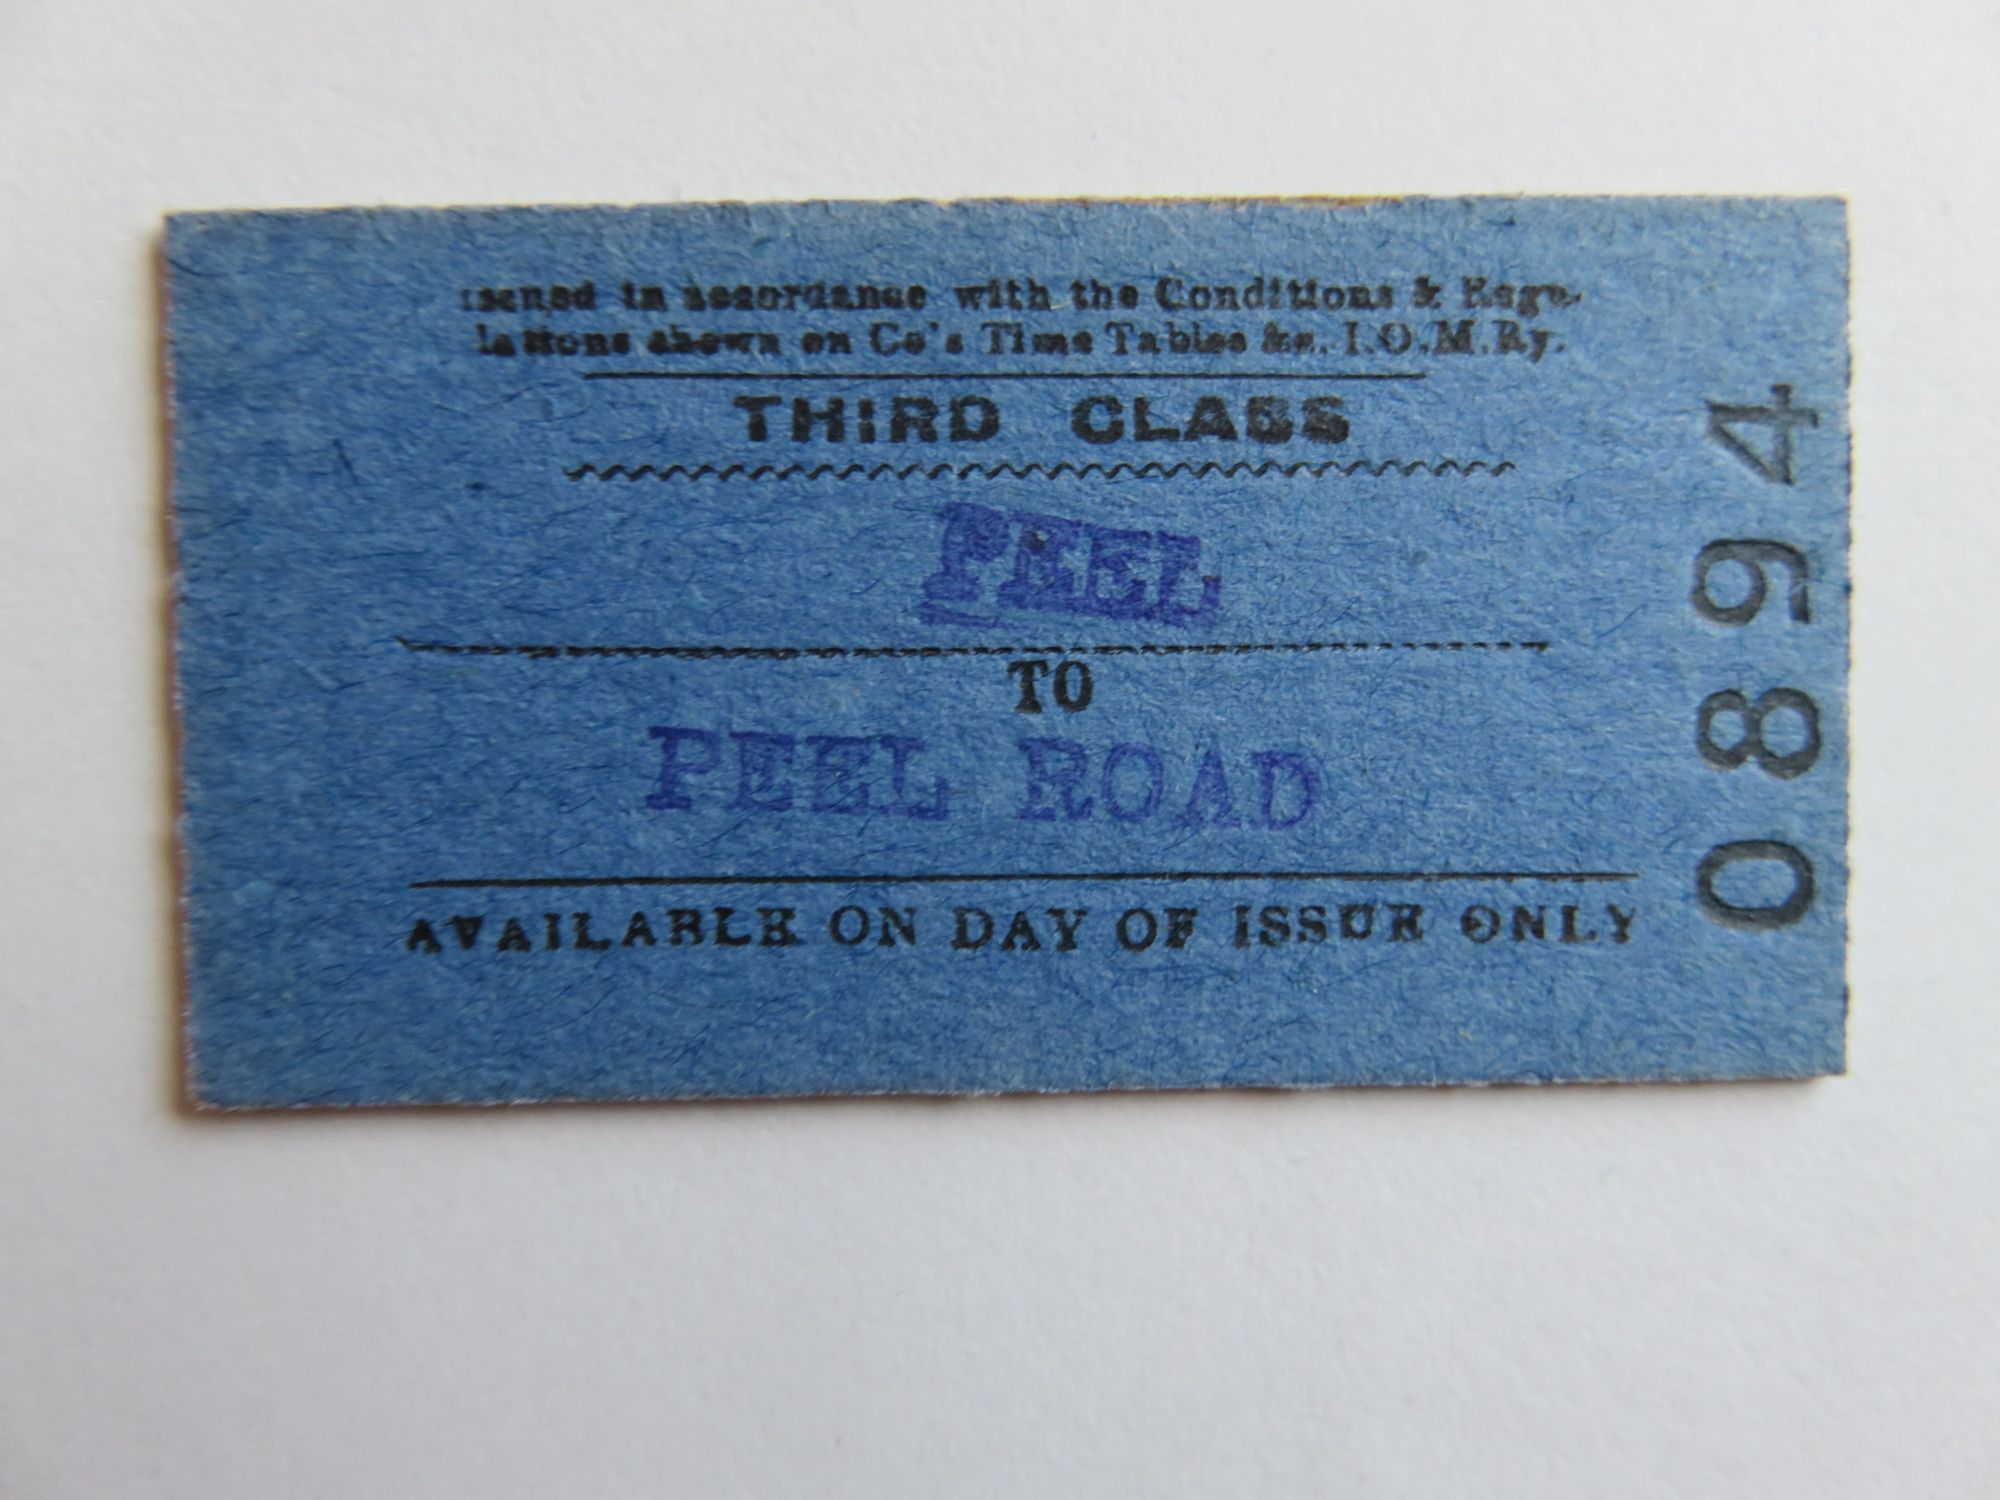 Issued in accordance with the Conditions & Regu-
lations shewn on Co's Time Tables &c. I.O.M.Ry.
THIRD CLASS
PEEL
TO
PEEL ROAD
AVAILABLE ON DAY OF ISSUE ONLY
0894